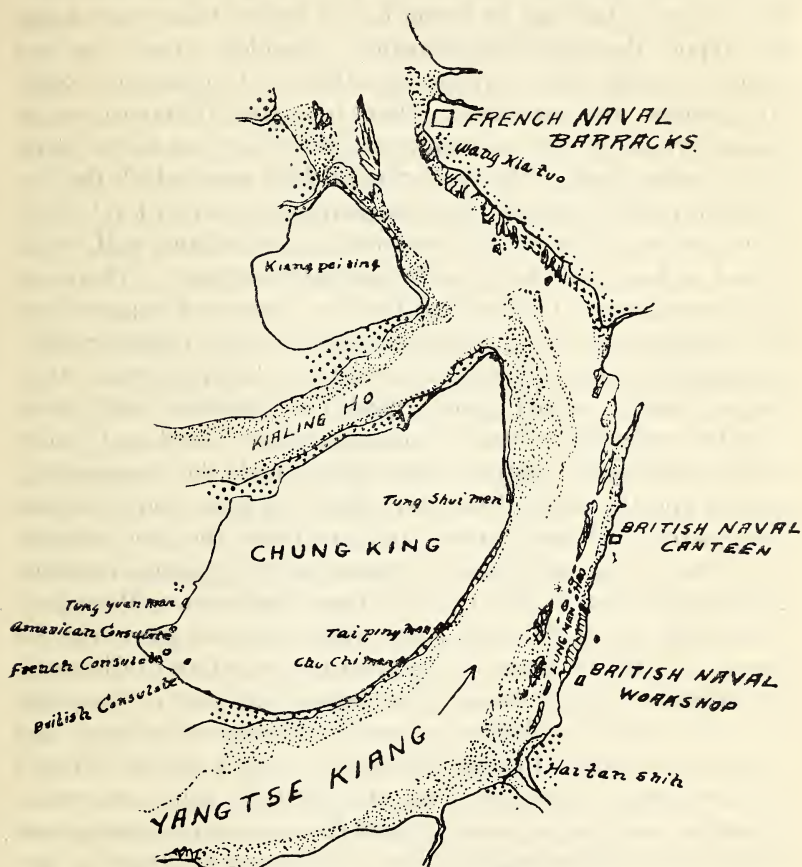 FRENCH NAVAL
BARRACKS.
Wang Xia tuo
Kiang pei ting
KIALING HO
Tung Shui men
CHUNG KING
BRITISH NAVAL
CANTEEN
Tung yuan men
American Consulate
French Consulate
British Consulate
Tai ping men
Chu Chi men
LUNG MEN HAO
BRITISH NAVAL
WORKSHOP
YANGTSE KIANG
Hai tan shih